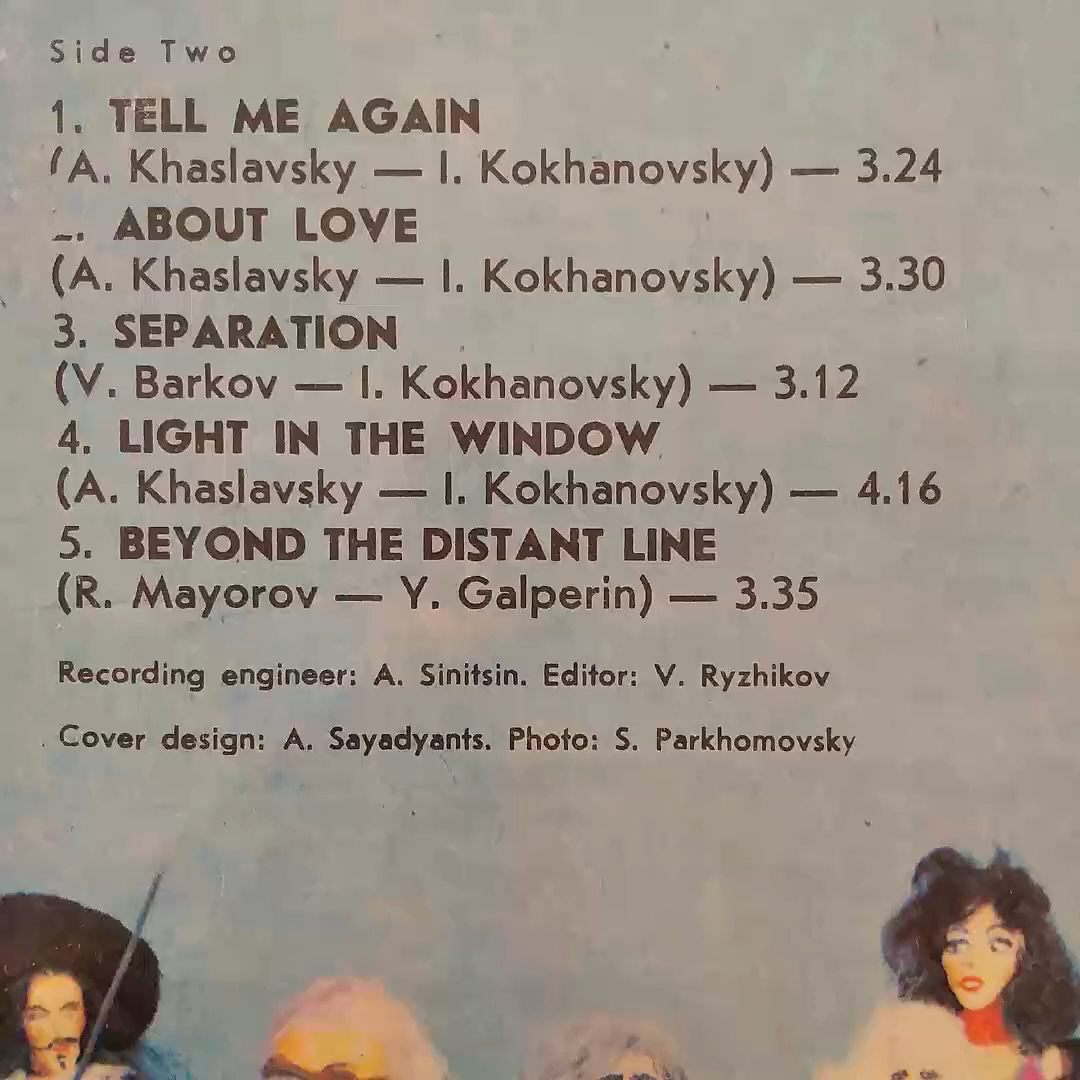 Side Two
1. TELL ME AGAIN
(A. Khaslavsky — I. Kokhanovsky) — 3.24
ABOUT LOVE
(A. Khaslavsky — I. Kokhanovsky) — 3.30
3. SEPARATION
(V. Barkov — I. Kokhanovsky) — 3.12
4. LIGHT IN THE WINDOW
(A. Khaslavsky — I. Kokhanovsky) — 4.16
5. BEYOND THE DISTANT LINE
(R. Mayorov — Y. Galperin) — 3.35
Recording engineer: A. Sinitsin. Editor: V. Ryzhikov
Cover design: A. Sayadyants. Photo: S. Parkhomovsky